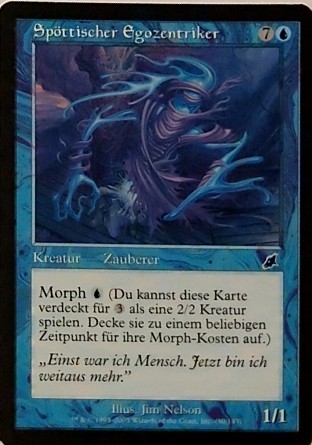 Spöttischer Egozentriker 7
Kreatur Zauberer
Morph (Du kannst diese Karte
verdeckt für 3 als eine 2/2 Kreatur
spielen. Decke sie zu einem beliebigen
Zeitpunkt für ihre Morph-Kosten auf.)
„Einst war ich Mensch. Jetzt bin ich
weitaus mehr.”
Illus. Jim Nelson
1/1